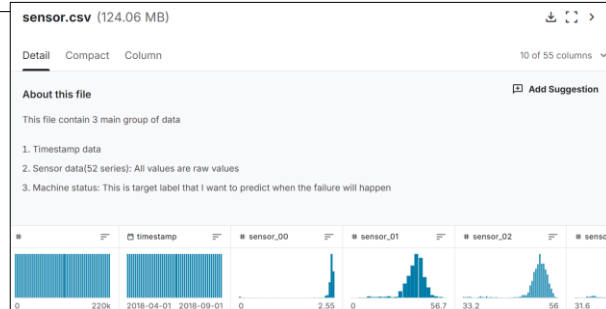 sensor.csv (124.06 MB)
Detail Compact Column 10 of 55 columns
About this file
Add Suggestion
This file contain 3 main group of data
1. Timestamp data
2. Sensor data(52 series): All values are raw values
3. Machine status: This is target label that I want to predict when the failure will happen
# timestamp # sensor_00 # sensor_01 # sensor_02 # senso
0 220k 2018-04-01 2018-09-01 0 2.55 0 56.7 33.2 56 31.6